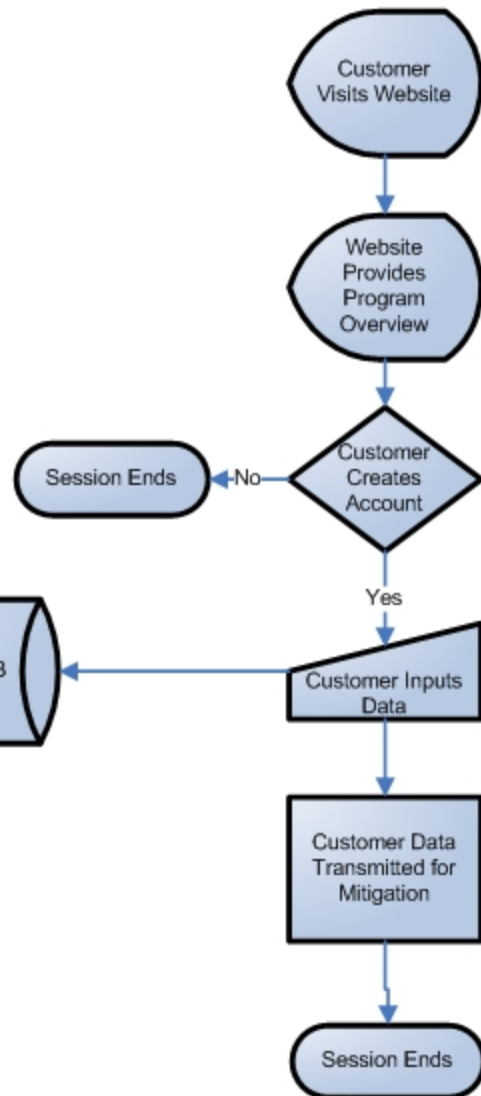 Customer
Visits Website
Website
Provides
Program
Overview
Customer
Creates
Account
No
Session Ends
Yes
Customer Inputs
Data
Customer Data
Transmitted for
Mitigation
Session Ends